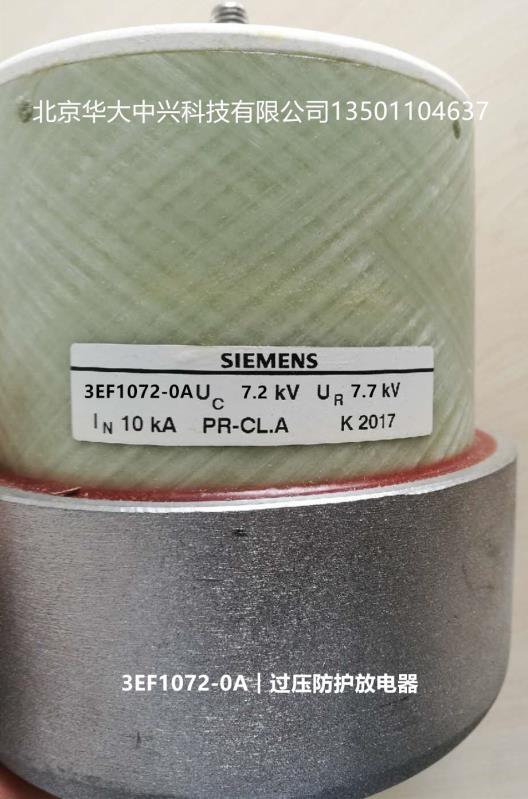 北京华大中兴科技有限公司13501104637
SIEMENS
3EF1072-0A UC 7.2 kV UR 7.7 kV
IN 10 kA PR-CL.A K 2017
3EF1072-0A｜过压防护放电器